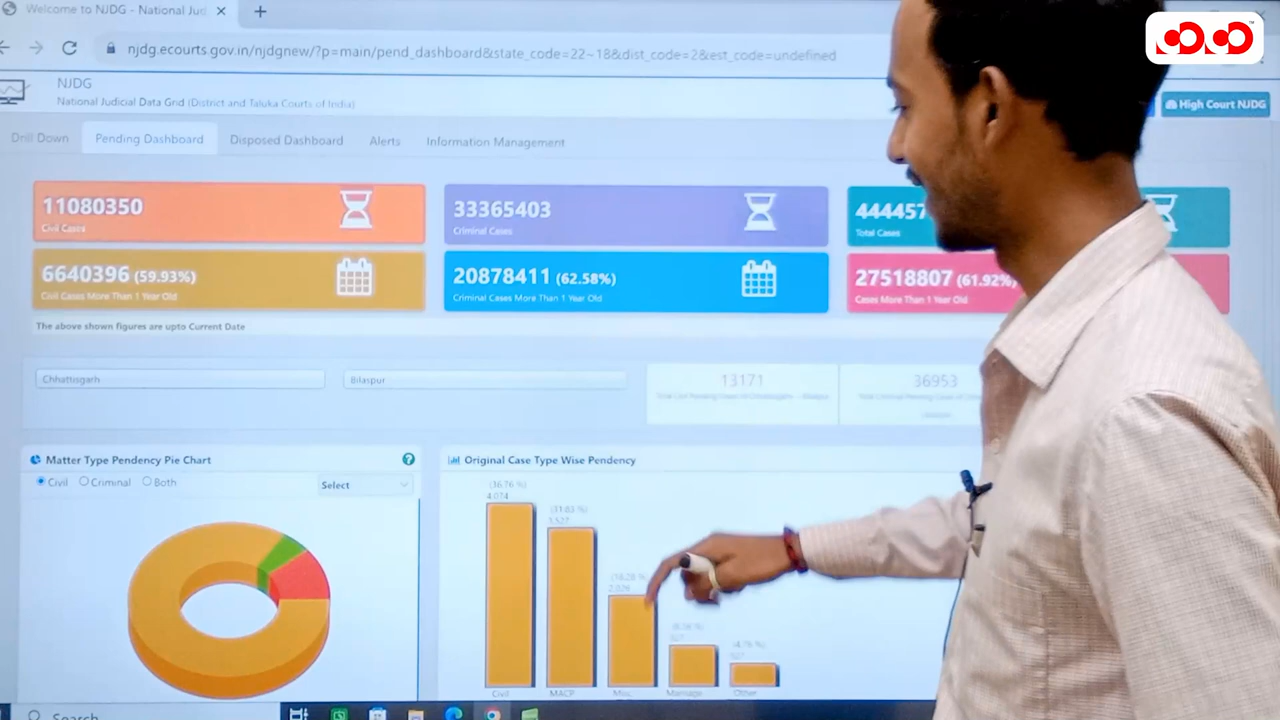 Welcome to NJDG - National Jud
njdg.ecourts.gov.in/njdgnew/?p=main/pend_dashboard&state_code=22~18&dist_code=2&est_code=undefined
NJDG
National Judicial Data Grid (District and Taluka Courts of India)
High Court NJDG
Drill Down Pending Dashboard Disposed Dashboard Alerts Information Management
11080350
Civil Cases
33365403
Criminal Cases
444457
Total Cases
6640396 (59.93%)
Civil Cases More Than 1 Year Old
20878411 (62.58%)
Criminal Cases More Than 1 Year Old
27518807 (61.92%)
Cases More Than 1 Year Old
The above shown figures are upto Current Date
Chhattisgarh
Bilaspur
13171
36953
Matter Type Pendency Pie Chart
Civil Criminal Both
Select
Original Case Type Wise Pendency
4,074
Civil MACP Misc. Marriage Other
Search